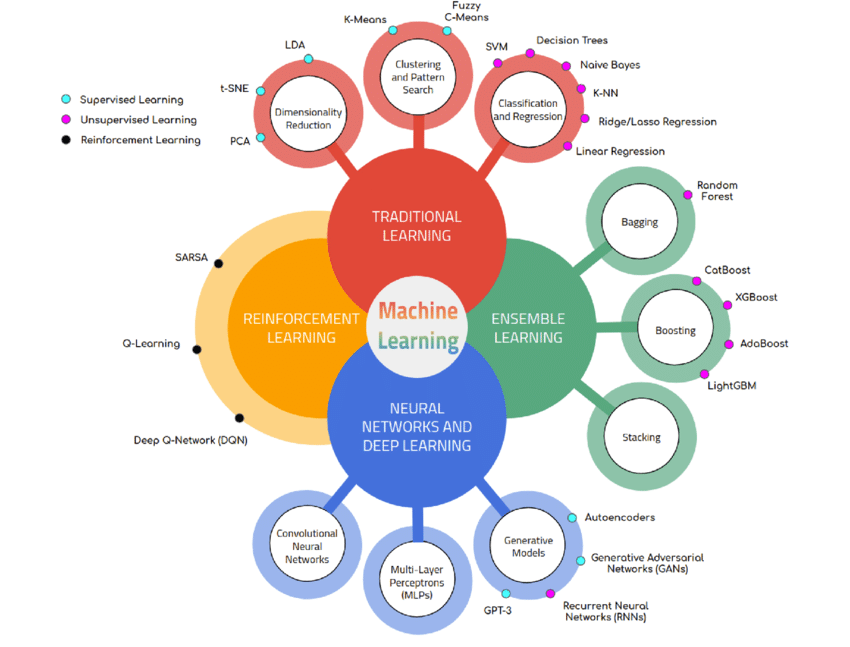 Fuzzy
C-Means
K-Means
LDA
SVM
Decision Trees
Naive Bayes
K-NN
Ridge/Lasso Regression
Linear Regression
t-SNE
PCA
Clustering
and Pattern
Search
Dimensionality
Reduction
Classification
and Regression
Supervised Learning
Unsupervised Learning
Reinforcement Learning
TRADITIONAL
LEARNING
Random
Forest
Bagging
SARSA
Q-Learning
Deep Q-Network (DQN)
REINFORCEMENT
LEARNING
Machine
Learning
ENSEMBLE
LEARNING
CatBoost
XGBoost
AdaBoost
LightGBM
Boosting
Stacking
NEURAL
NETWORKS AND
DEEP LEARNING
Convolutional
Neural
Networks
Multi-Layer
Perceptrons
(MLPs)
Generative
Models
Autoencoders
Generative Adversarial
Networks (GANs)
GPT-3
Recurrent Neural
Networks (RNNs)